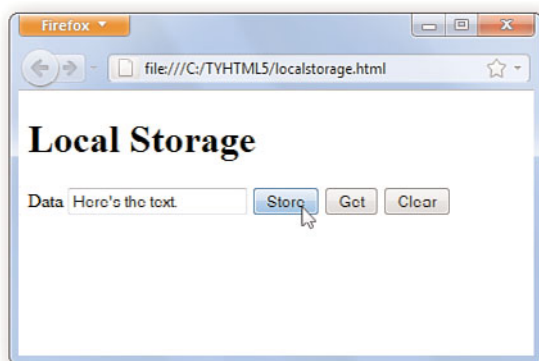 Firefox
file:///C:/TYHTML5/localstorage.html
Local Storage
Data Here's the text. Store Get Clear